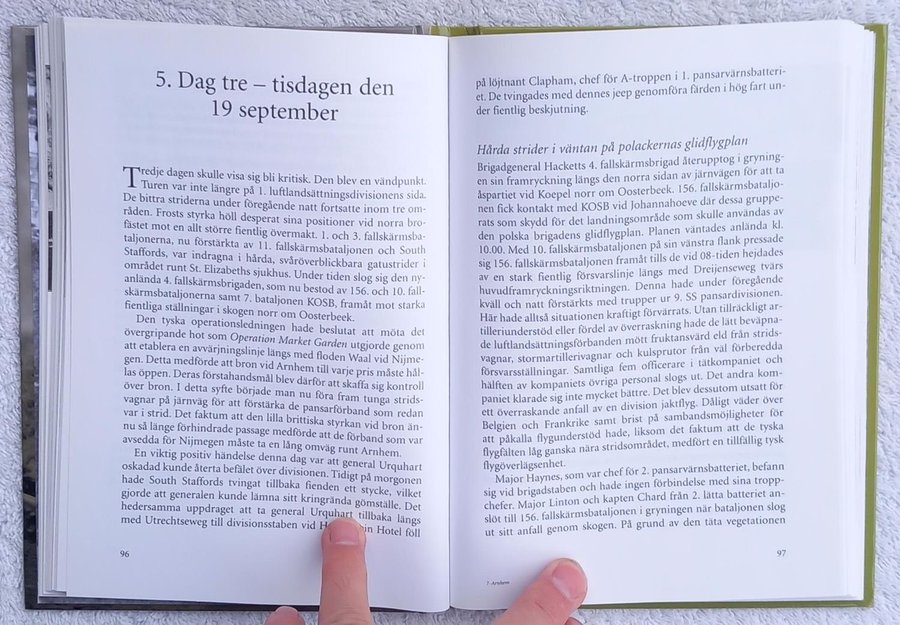 5. Dag tre – tisdagen den
19 september
Tredje dagen skulle visa sig bli kritisk. Den blev en vändpunkt.
Turen var inte längre på 1. luftlandsättningsdivisionens sida.
De bittra striderna under föregående natt fortsatte inom tre om-
råden. Frosts styrka höll desperat sina positioner vid norra bro-
fästet mot en allt större fientlig övermakt. 1. och 3. fallskärmsba-
taljonerna, nu förstärkta av 11. fallskärmsbataljonen och South
Staffords, var indragna i hårda, svåröverblickbara gatustrider i
området runt St. Elizabeths sjukhus. Under tiden slog sig den ny-
anlända 4. fallskärmsbrigaden, som nu bestod av 156. och 10. fall-
skärmsbataljonerna samt 7. bataljonen KOSB, framåt mot starka
fientliga ställningar i skogen norr om Oosterbeek.
Den tyska operationsledningen hade beslutat att möta det
övergripande hot som Operation Market Garden utgjorde genom
att etablera en avvärjningslinje längs med floden Waal vid Nijme-
gen. Detta medförde att bron vid Arnhem till varje pris måste hål-
las öppen. Deras förstahandsmål blev därför att skaffa sig kontroll
över bron. I detta syfte började man nu föra fram tunga strids-
vagnar på järnväg för att förstärka de pansarförband som redan
var i strid. Det faktum att den lilla brittiska styrkan vid bron än-
nu så länge förhindrade passage medförde att de förband som var
avsedda för Nijmegen måste ta en lång omväg runt Arnhem.
En viktig positiv händelse denna dag var att general Urquhart
oskadad kunde återta befälet över divisionen. Tidigt på morgonen
hade South Staffords tvingat tillbaka fienden ett stycke, vilket
gjorde att generalen kunde lämna sitt kringrända gömställe. Det
hedersamma uppdraget att ta general Urquhart tillbaka längs
med Utrechtseweg till divisionsstaben vid Hotel föll
96
på löjtnant Clapham, chef för A-troppen i 1. pansarvärnsbatteri-
et. De tvingades med dennes jeep genomföra färden i hög fart un-
der fientlig beskjutning.
Hårda strider i väntan på polackernas glidflygplan
Brigadgeneral Hacketts 4. fallskärmsbrigad återupptog i gryning-
en sin framryckning längs den norra sidan av järnvägen för att ta
åspartiet vid Koepel norr om Oosterbeek. 156. fallskärmsbataljo-
nen fick kontakt med KOSB vid Johannahoeve där dessa gruppe-
rats som skydd för det landningsområde som skulle användas av
den polska brigadens glidflygplan. Planen väntades anlända kl.
10.00. Med 10. fallskärmsbataljonen på sin vänstra flank pressade
sig 156. fallskärmsbataljonen framåt tills de vid 08-tiden hejdades
av en stark fientlig försvarslinje längs med Dreijenseweg tvärs
huvudframryckningsriktningen. Denna hade under föregående
kväll och natt förstärkts med trupper ur 9. SS pansardivisionen.
Här hade alltså situationen kraftigt förvärrats. Utan tillräckligt ar-
tilleriunderstöd eller fördel av överraskning hade de lätt beväpna-
de luftlandsättningsförbanden mött fruktansvärd eld från strids-
vagnar, stormartillerivagnar och kulsprutor från väl förberedda
försvarsställningar. Samtliga fem officerare i tätkompaniet och
hälften av kompaniets övriga personal slogs ut. Det andra kom-
paniet klarade sig inte mycket bättre. Det blev dessutom utsatt för
ett överraskande anfall av en division jaktflyg. Dåligt väder över
Belgien och Frankrike samt brist på sambandsmöjligheter för
att påkalla flygunderstöd hade, liksom det faktum att de tyska
flygfälten låg ganska nära stridsområdet, medfört en tillfällig tysk
flygöverlägsenhet.
Major Haynes, som var chef för 2. pansarvärnsbatteriet, befann
sig vid brigadstaben och hade ingen förbindelse med sina tropp-
chefer. Major Linton och kapten Chard från 2. lätta batteriet an-
slöt till 156. fallskärmsbataljonen i gryningen när bataljonen slog
ut sitt anfall genom skogen. På grund av den täta vegetationen
7-Arnhem
97